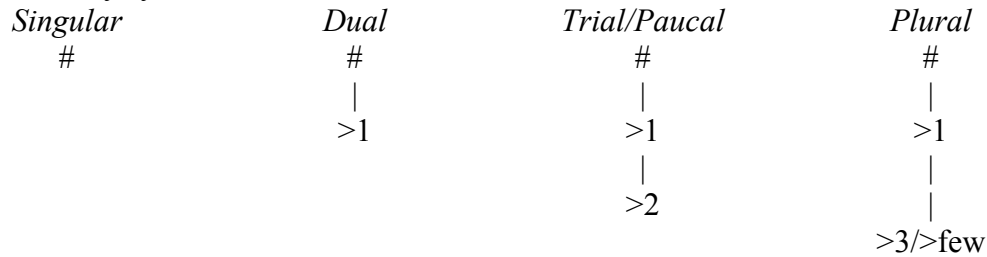 Singular Dual Trial/Paucal Plural
# # # #
| | |
>1 >1 >1
| |
>2 |
>3/>few